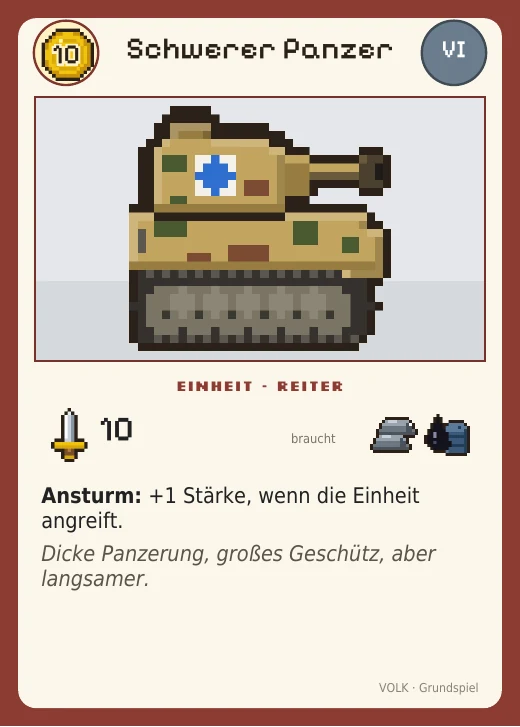 10 Schwerer Panzer VI
EINHEIT - REITER
10 braucht
Ansturm: +1 Stärke, wenn die Einheit
angreift.
Dicke Panzerung, großes Geschütz, aber
langsamer.
VOLK · Grundspiel